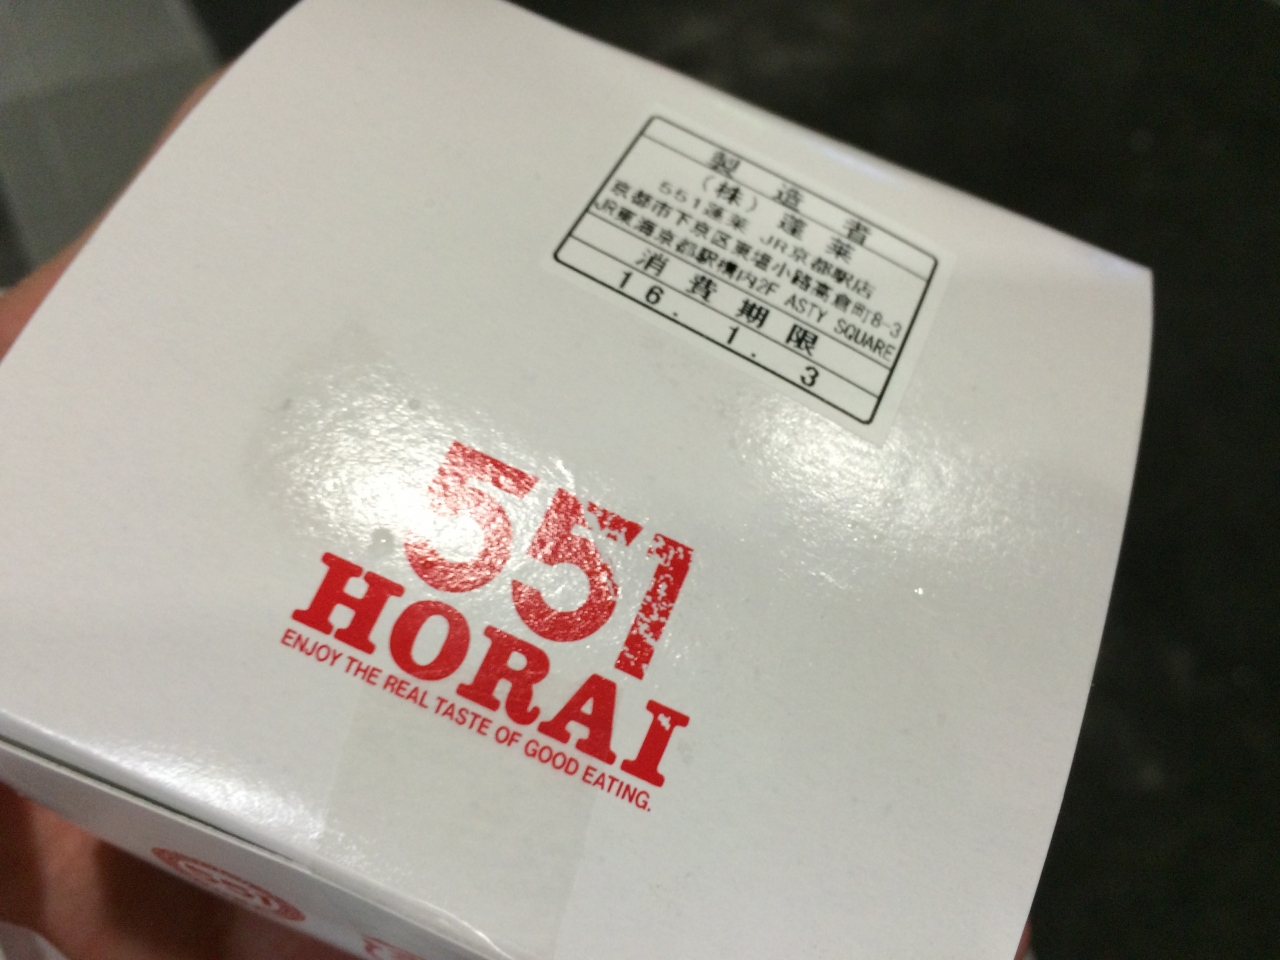 製造者
(株)蓬莱
551蓬莱 JR京都駅店
京都市下京区東塩小路高倉町8-3
JR東海京都駅構内2F ASTY SQUARE
消費期限
16. 1. 3
551
HORAI
ENJOY THE REAL TASTE OF GOOD EATING.